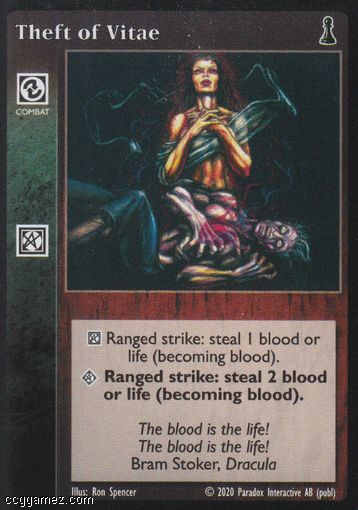 Theft of Vitae
COMBAT
Ranged strike: steal 1 blood or
life (becoming blood).
Ranged strike: steal 2 blood
or life (becoming blood).
The blood is the life!
The blood is the life!
Bram Stoker, Dracula
Illus: Ron Spencer © 2020 Paradox Interactive AB (publ)
ccggamez.com